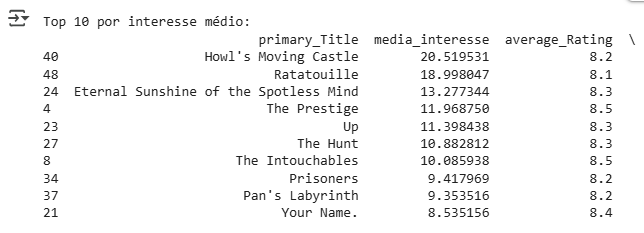 Top 10 por interesse médio:
primary_Title media_interesse average_Rating \
40 Howl's Moving Castle 20.519531 8.2
48 Ratatouille 18.998047 8.1
24 Eternal Sunshine of the Spotless Mind 13.277344 8.3
4 The Prestige 11.968750 8.5
23 Up 11.398438 8.3
27 The Hunt 10.882812 8.3
8 The Intouchables 10.085938 8.5
34 Prisoners 9.417969 8.2
37 Pan's Labyrinth 9.353516 8.2
21 Your Name. 8.535156 8.4